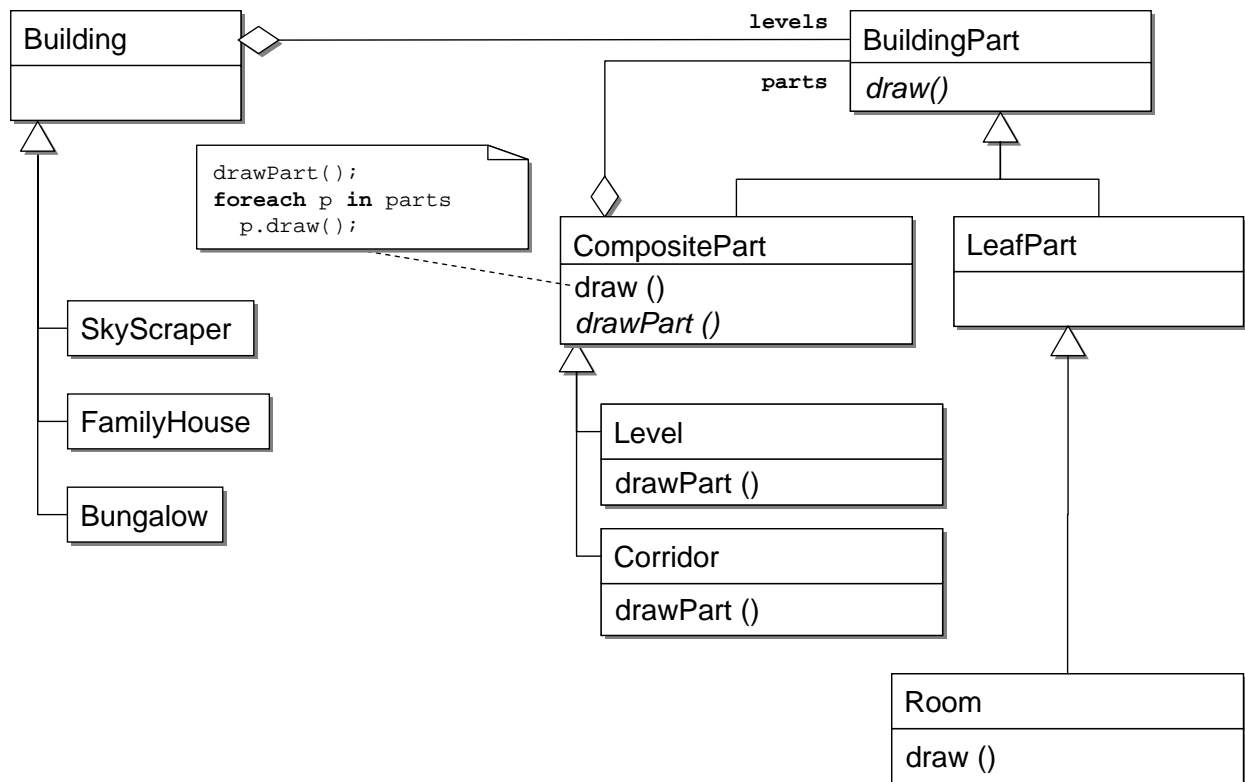 Building
levels
BuildingPart
parts
draw()
drawPart();
foreach p in parts
p.draw();
CompositePart
draw ()
drawPart ()
LeafPart
SkyScraper
FamilyHouse
Bungalow
Level
drawPart ()
Corridor
drawPart ()
Room
draw ()